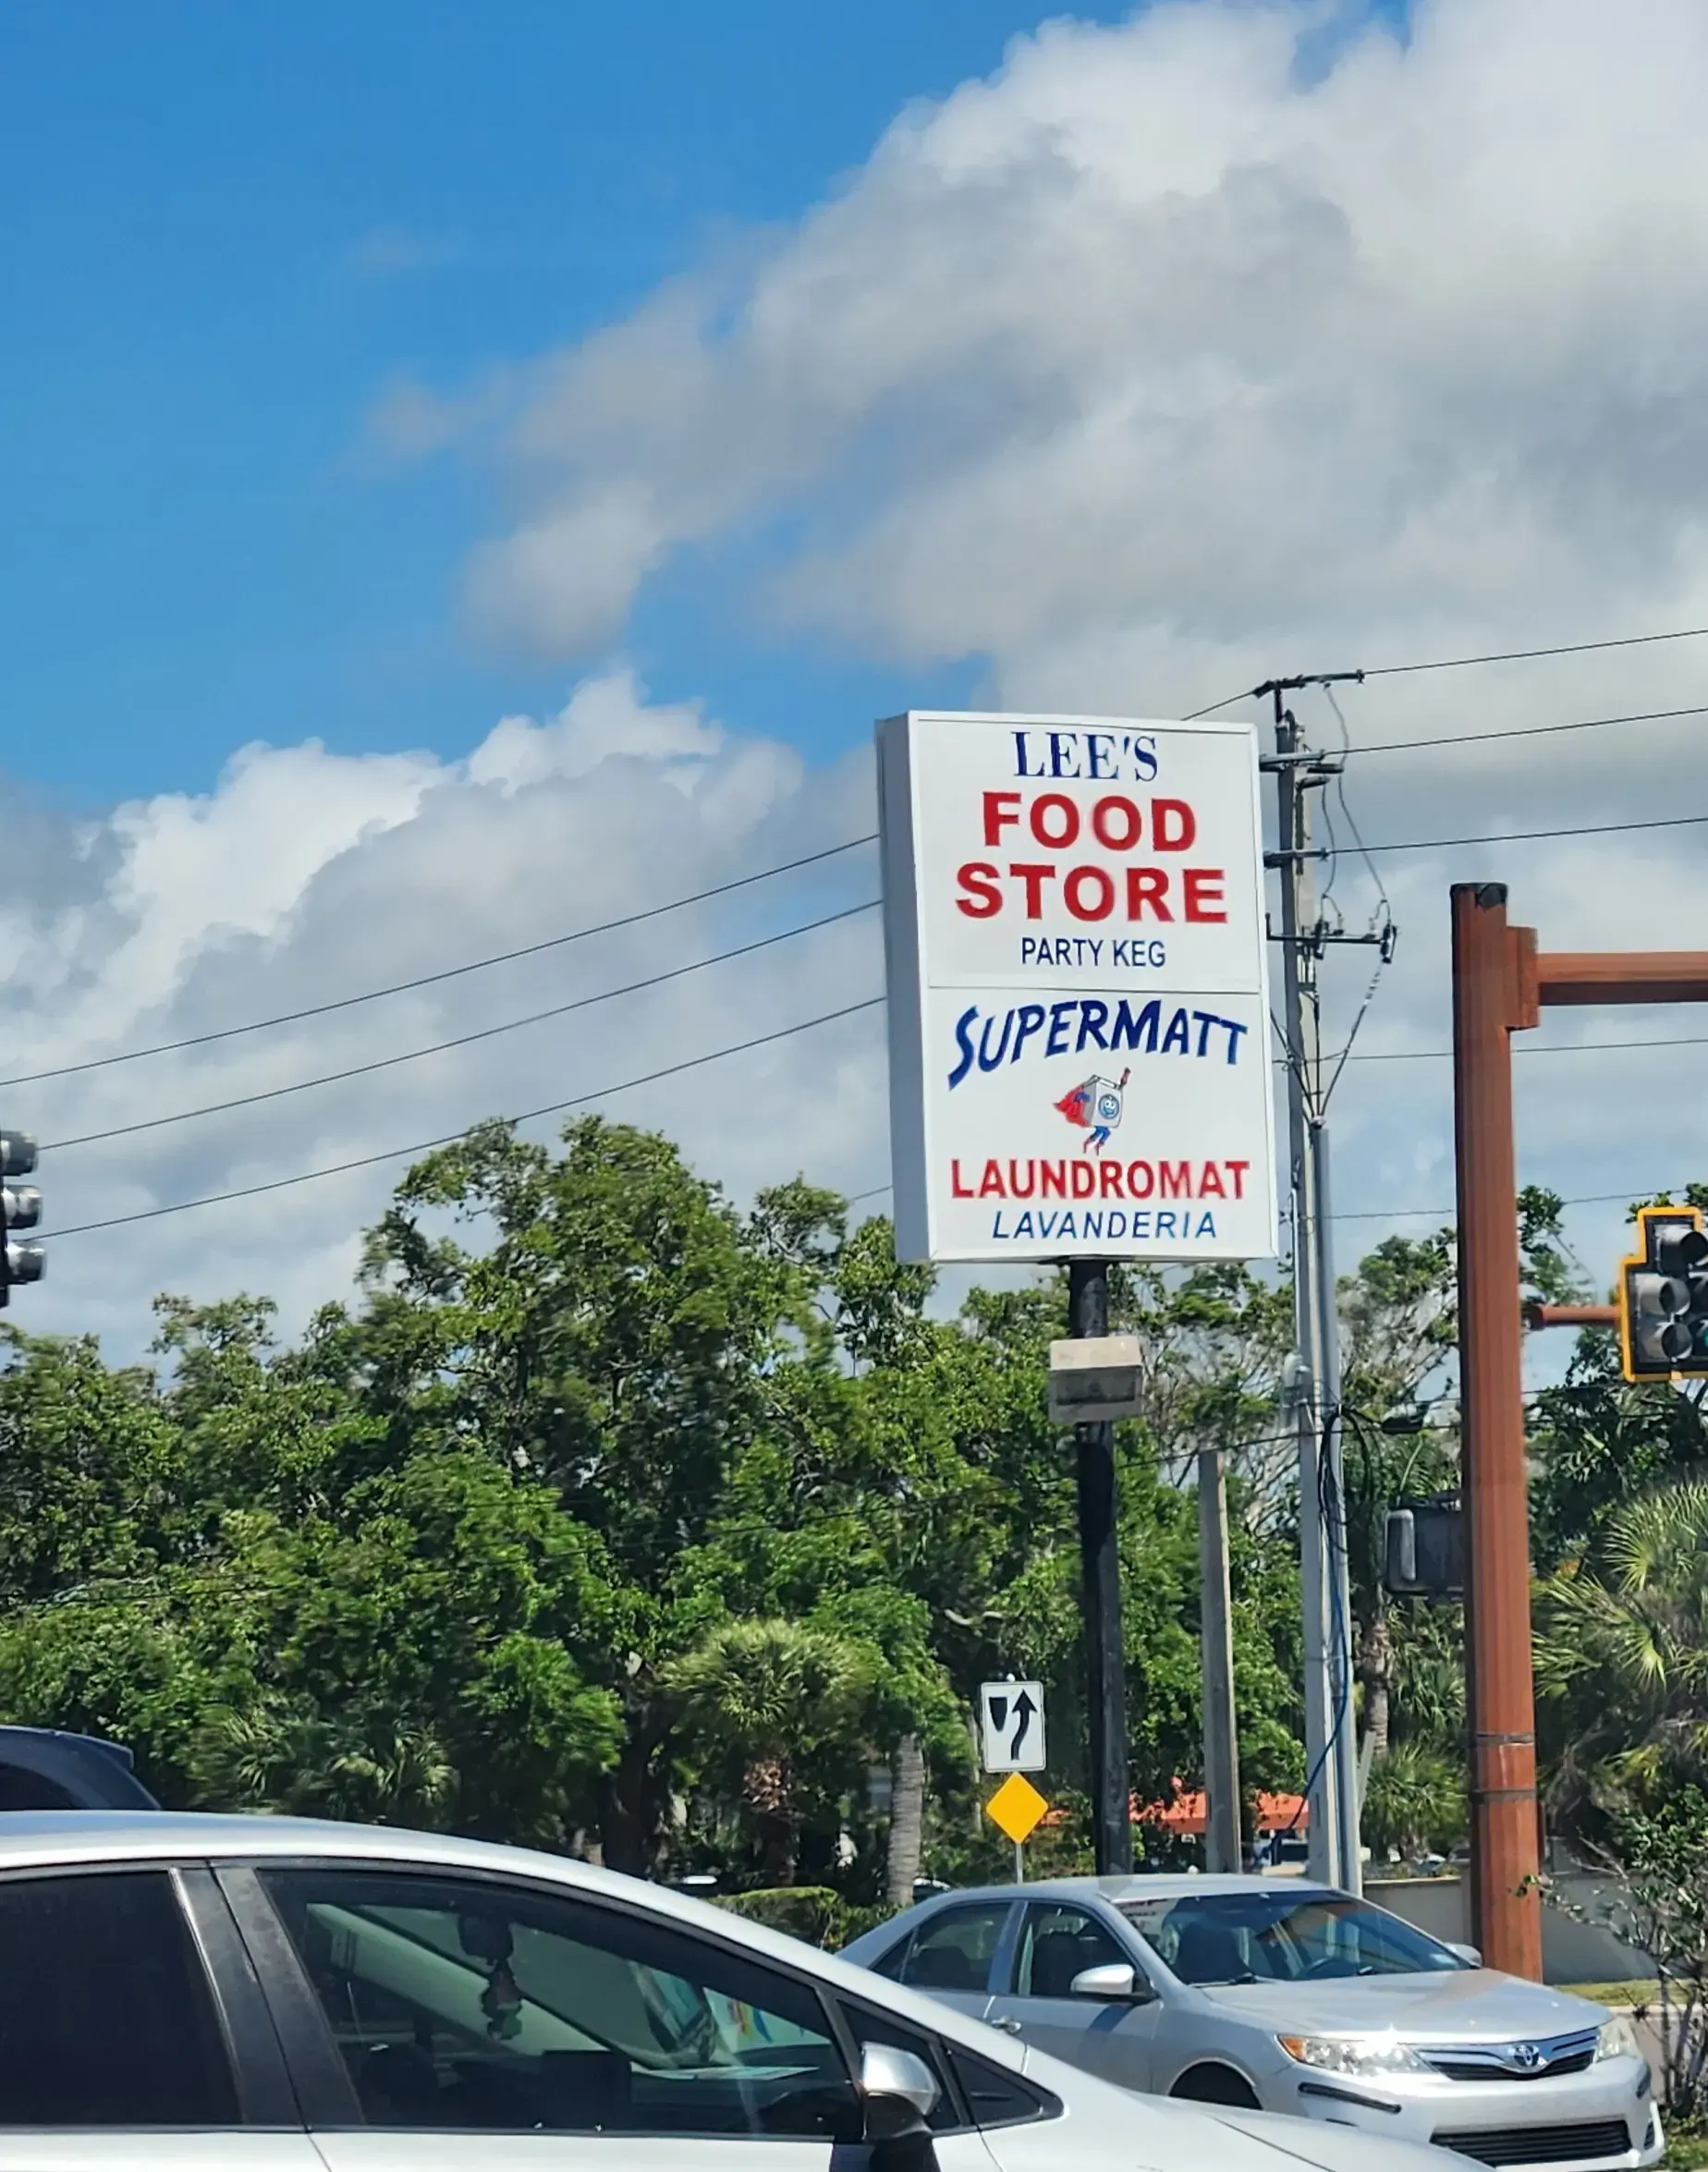 LEE'S
FOOD
STORE
PARTY KEG
SUPERMATT
LAUNDROMAT
LAVANDERIA